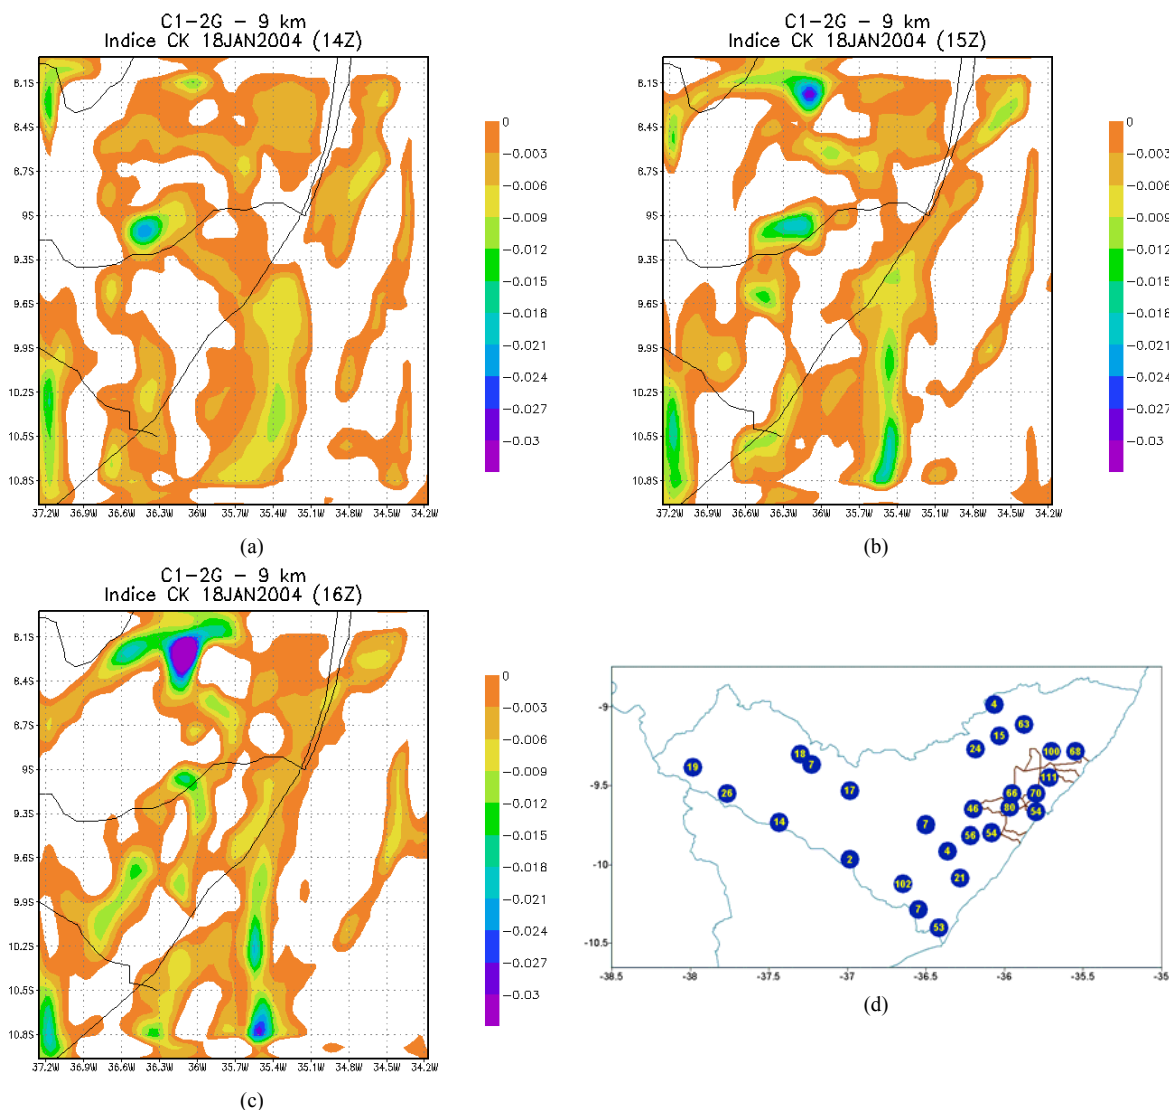 C1-2G - 9 km
Indice CK 18JAN2004 (14Z)
8.1S
8.4S
8.7S
9S
9.3S
9.6S
9.9S
10.2S
10.5S
10.8S
37.2W 36.9W 36.6W 36.3W 36W 35.7W 35.4W 35.1W 34.8W 34.5W 34.2W
0
-0.003
-0.006
-0.009
-0.012
-0.015
-0.018
-0.021
-0.024
-0.027
-0.03
(a)
C1-2G - 9 km
Indice CK 18JAN2004 (15Z)
8.1S
8.4S
8.7S
9S
9.3S
9.6S
9.9S
10.2S
10.5S
10.8S
37.2W 36.9W 36.6W 36.3W 36W 35.7W 35.4W 35.1W 34.8W 34.5W 34.2W
0
-0.003
-0.006
-0.009
-0.012
-0.015
-0.018
-0.021
-0.024
-0.027
-0.03
(b)
C1-2G - 9 km
Indice CK 18JAN2004 (16Z)
8.1S
8.4S
8.7S
9S
9.3S
9.6S
9.9S
10.2S
10.5S
10.8S
37.2W 36.9W 36.6W 36.3W 36W 35.7W 35.4W 35.1W 34.8W 34.5W 34.2W
0
-0.003
-0.006
-0.009
-0.012
-0.015
-0.018
-0.021
-0.024
-0.027
-0.03
(c)
-9
-9.5
-10
-10.5
4
63
15
24
100
68
18
7
19
111
17
26
66
70
46
80
54
14
7
56
54
4
2
21
102
7
53
-38.5 -38 -37.5 -37 -36.5 -36 -35.5 -35
(d)